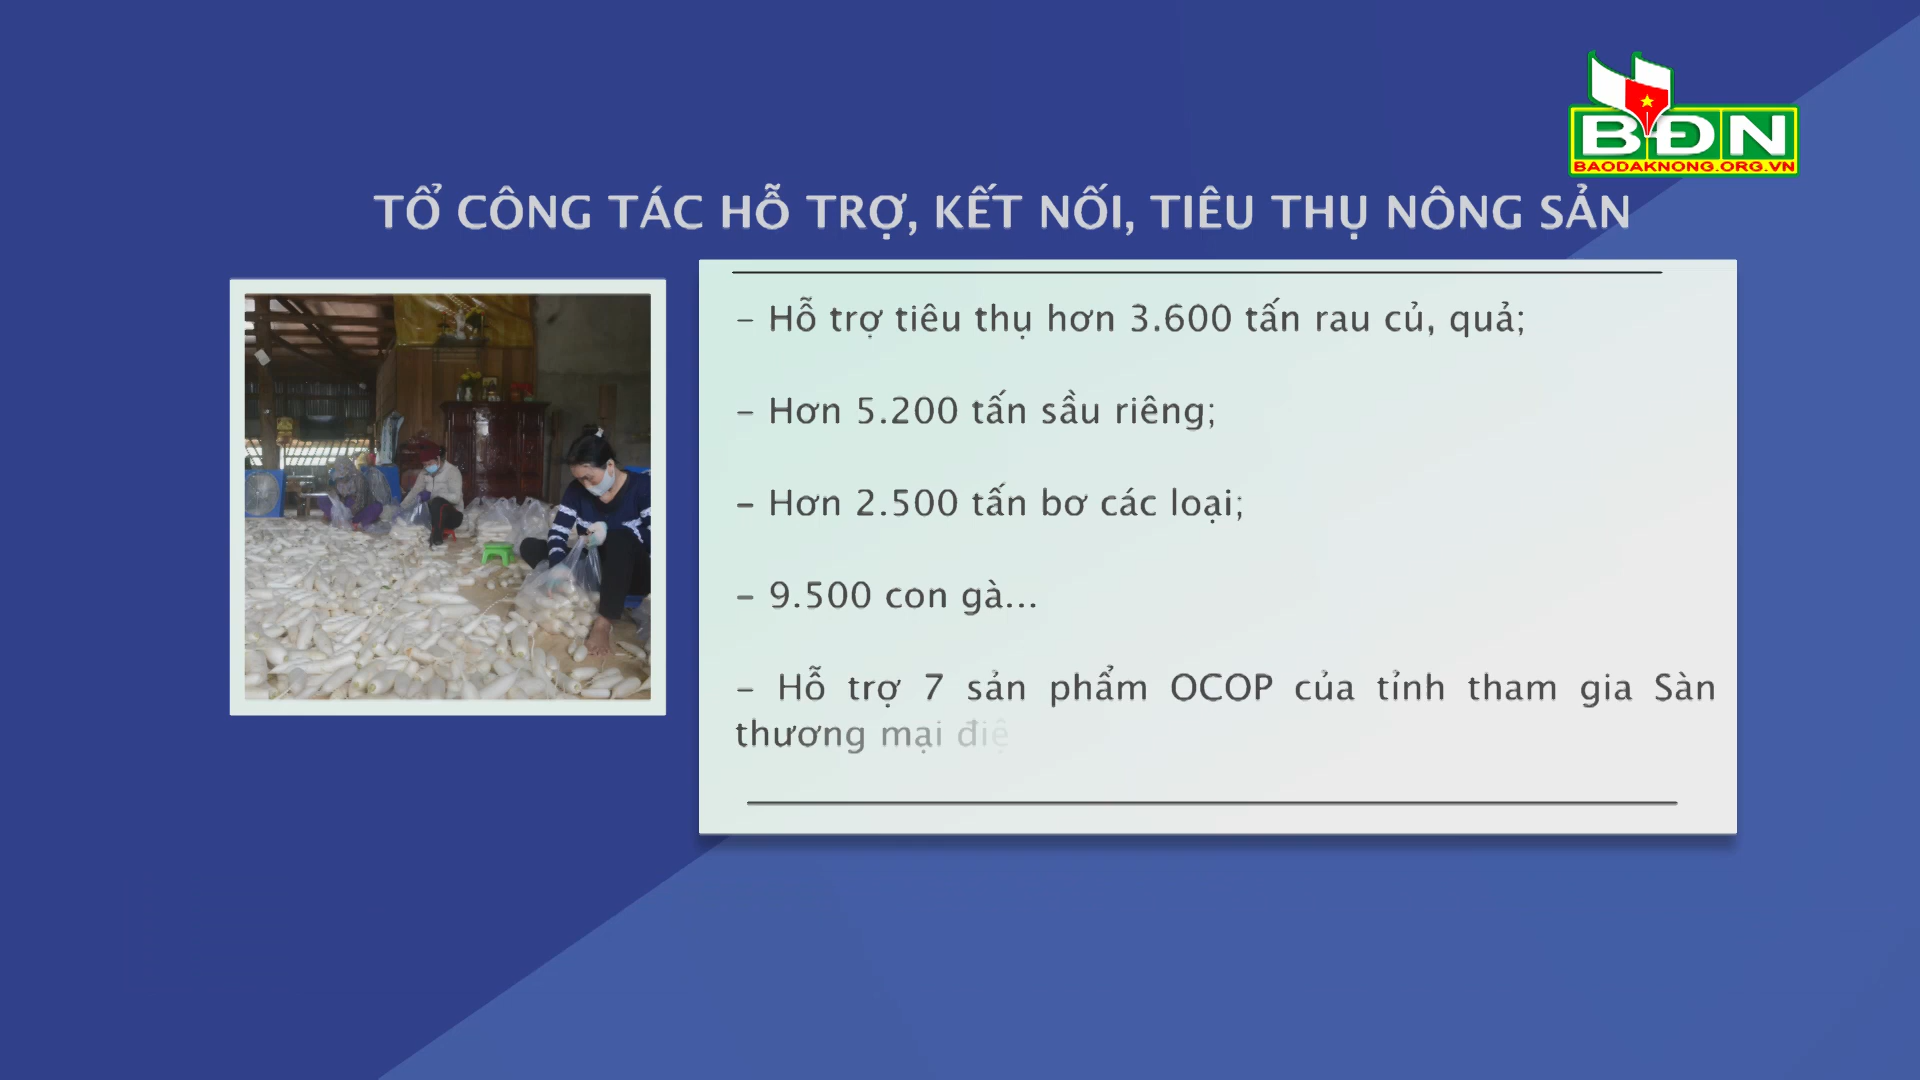 BĐN
BAODAKNONG.ORG.VN
TỔ CÔNG TÁC HỖ TRỢ, KẾT NỐI, TIÊU THỤ NÔNG SẢN
– Hỗ trợ tiêu thụ hơn 3.600 tấn rau củ, quả;
– Hơn 5.200 tấn sầu riêng;
– Hơn 2.500 tấn bơ các loại;
– 9.500 con gà...
– Hỗ trợ 7 sản phẩm OCOP của tỉnh tham gia Sàn
thương mại điệ